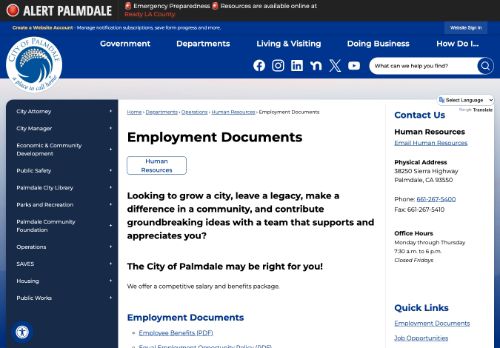 ALERT PALMDALE
Emergency Preparedness
Resources are available online at
Ready LA County.
Create a Website Account - Manage notification subscriptions, save form progress and more.
Website Sign In
CITY OF PALMDALE
a place to call home
Government
Departments
Living & Visiting
Doing Business
How Do I...
What can we help you find?
Select Language
Google Translate
City Attorney
City Manager
Economic & Community
Development
Public Safety
Palmdale City Library
Parks and Recreation
Palmdale Community
Foundation
Operations
SAVES
Housing
Public Works
Home › Departments › Operations › Human Resources › Employment Documents
Employment Documents
Human
Resources
Looking to grow a city, leave a legacy, make a
difference in a community, and contribute
groundbreaking ideas with a team that supports and
appreciates you?
The City of Palmdale may be right for you!
We offer a competitive salary and benefits package.
Employment Documents
Employee Benefits (PDF)
Equal Employment Opportunity Policy (PDF)
Contact Us
Human Resources
Email Human Resources
Physical Address
38250 Sierra Highway
Palmdale, CA 93550
Phone: 661-267-5400
Fax: 661-267-5410
Office Hours
Monday through Thursday
7:30 a.m. to 6 p.m.
Closed Fridays
Quick Links
Employment Documents
Job Opportunities